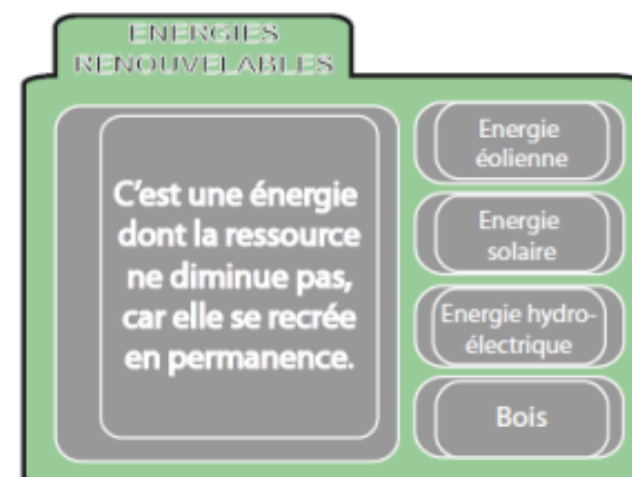 ENERGIES
RENOUVELABLES
C'est une énergie
dont la ressource
ne diminue pas,
car elle se recrée
en permanence.
Energie
éolienne
Energie
solaire
Energie hydro-
électrique
Bois